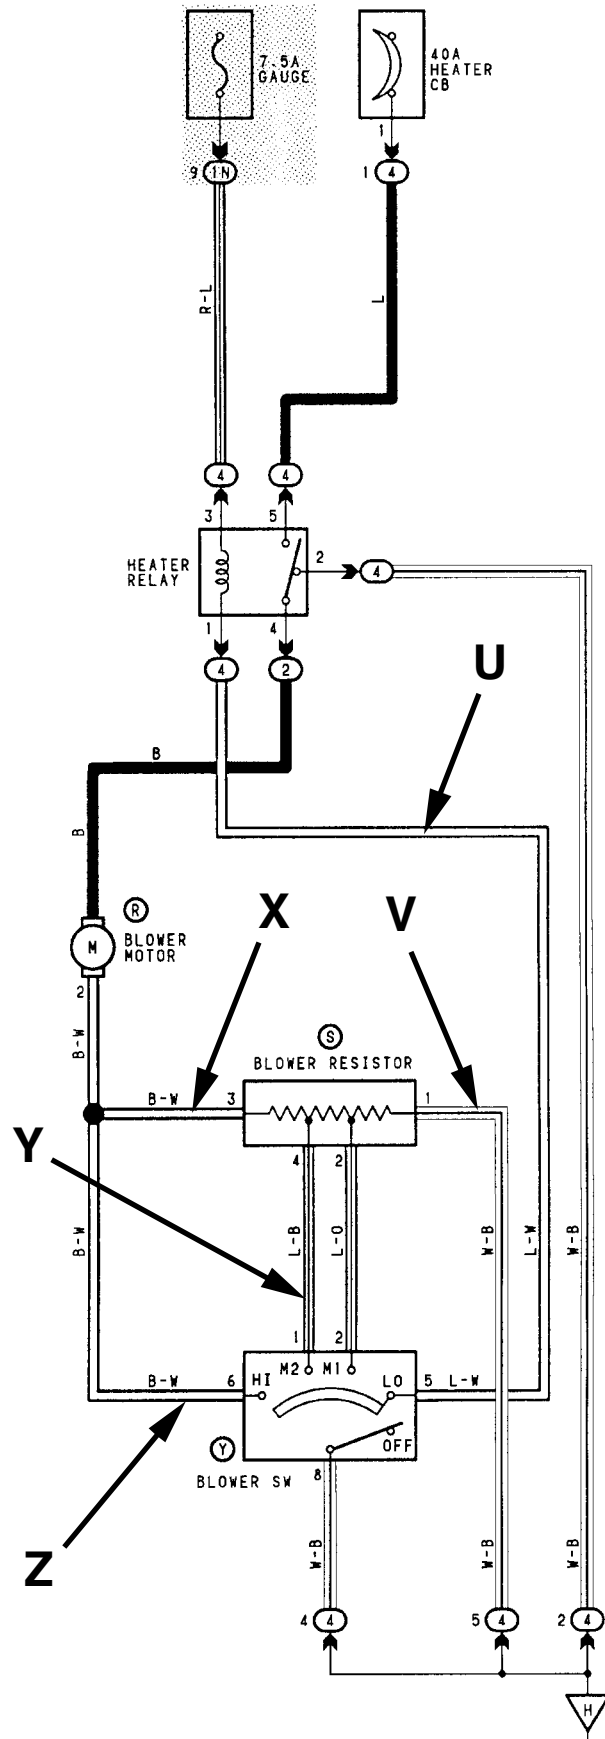 7.5A
GAUGE
40A
HEATER
CB
1
9 1N
1 4
R-L
L
4
4
3
5
HEATER
RELAY
2
4
1
4
4
2
U
B
B
X
V
R
M
BLOWER
MOTOR
2
B-W
S
BLOWER RESISTOR
B-W
3
1
Y
4
2
B-W
L-B
L-O
W-B
L-W
W-B
1
2
M2
M1
B-W
6
HI
LO
5
L-W
OFF
Y
BLOWER SW
8
Z
W-B
W-B
W-B
4 4
5 4
2 4
H